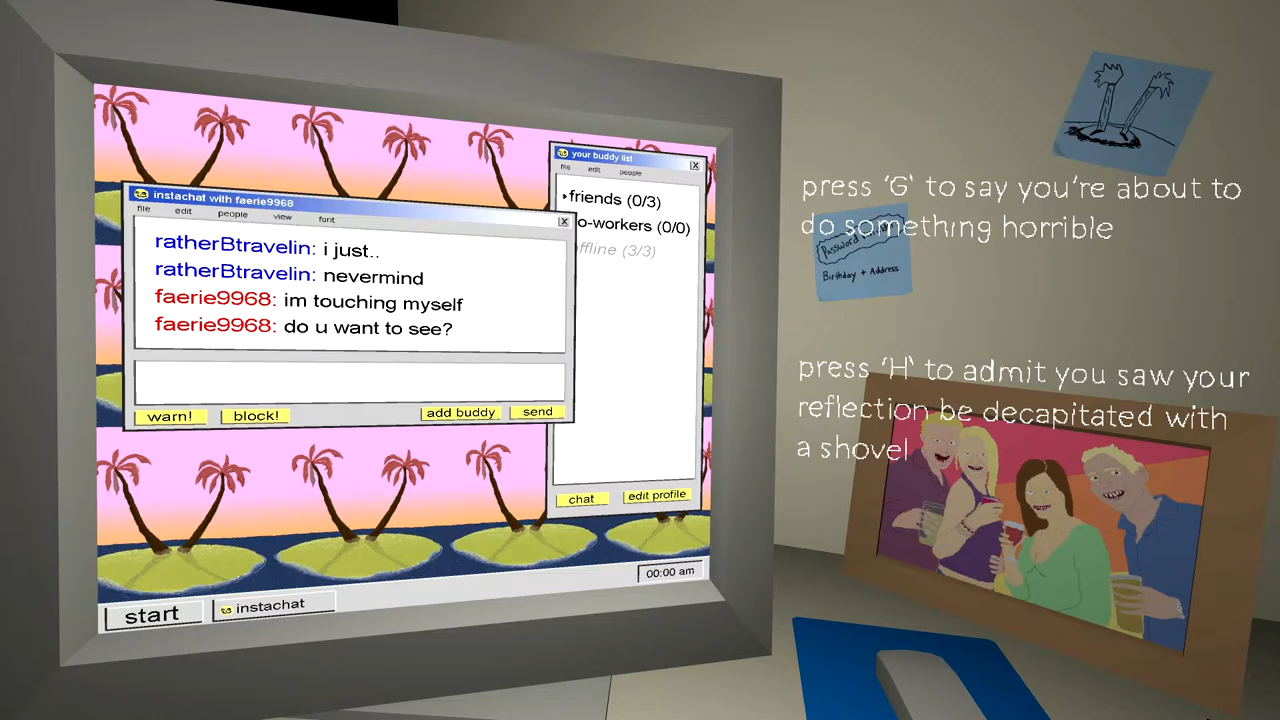 your buddy list
file edit people
friends (0/3)
o-workers (0/0)
ffline (3/3)
chat
edit profile
instachat with faerie9968
file edit people view font
ratherBtravelin: i just..
ratherBtravelin: nevermind
faerie9968: im touching myself
faerie9968: do u want to see?
warn! block! add buddy send
start
instachat
00:00 am
press 'G' to say you're about to
do something horrible
Password
Birthday + Address
press 'H' to admit you saw your
reflection be decapitated with
a shovel